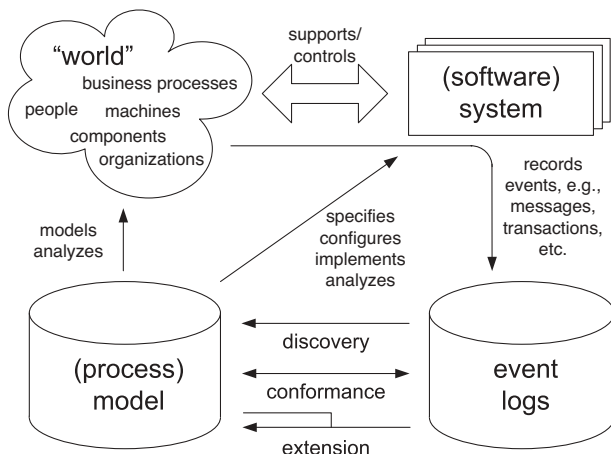 “world”
business processes
people
machines
components
organizations
supports/
controls
(software)
system
records
events, e.g.,
messages,
transactions,
etc.
models
analyzes
specifies
configures
implements
analyzes
(process)
model
discovery
conformance
extension
event
logs